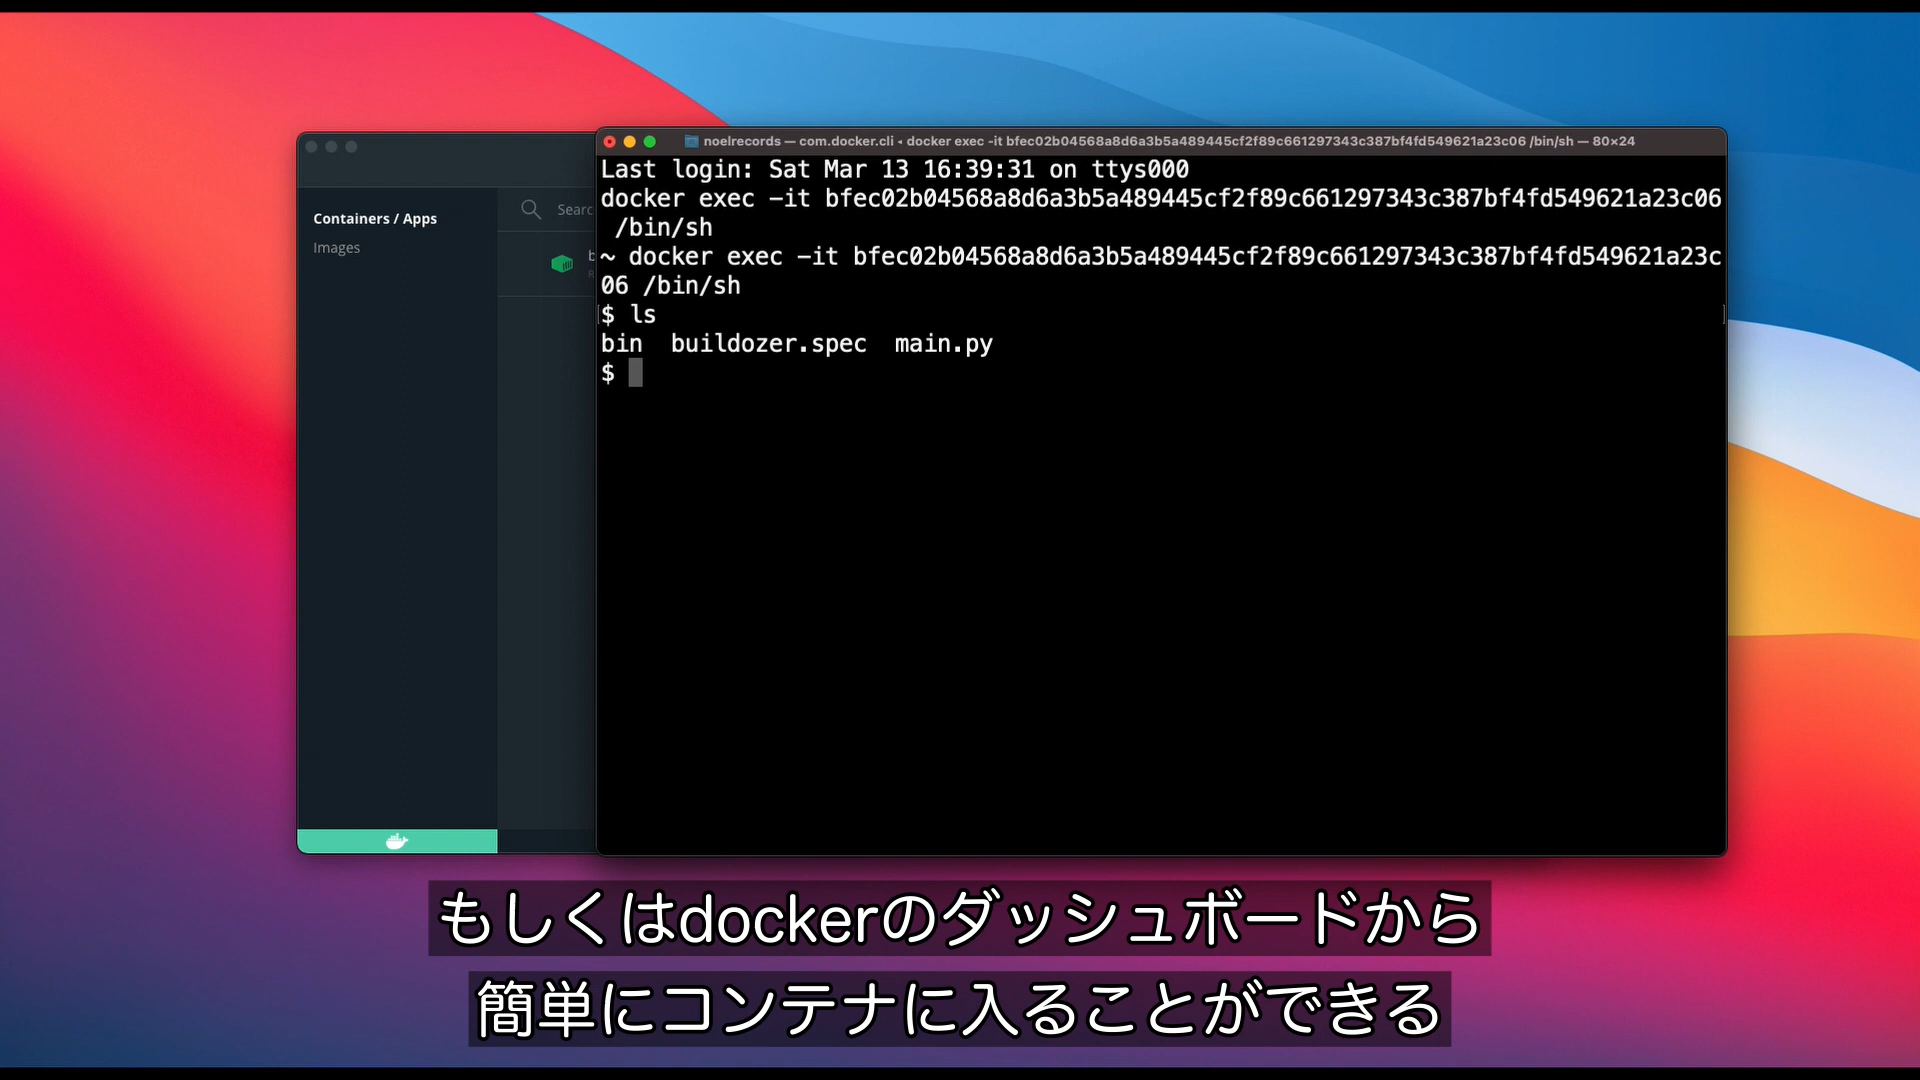 noelrecords — com.docker.cli ◂ docker exec -it bfec02b04568a8d6a3b5a489445cf2f89c661297343c387bf4fd549621a23c06 /bin/sh — 80×24
Last login: Sat Mar 13 16:39:31 on ttys000
docker exec -it bfec02b04568a8d6a3b5a489445cf2f89c661297343c387bf4fd549621a23c06
/bin/sh
~ docker exec -it bfec02b04568a8d6a3b5a489445cf2f89c661297343c387bf4fd549621a23c
06 /bin/sh
$ ls
bin buildozer.spec main.py
$
Containers / Apps
Images
Searc
もしくはdockerのダッシュボードから
簡単にコンテナに入ることができる